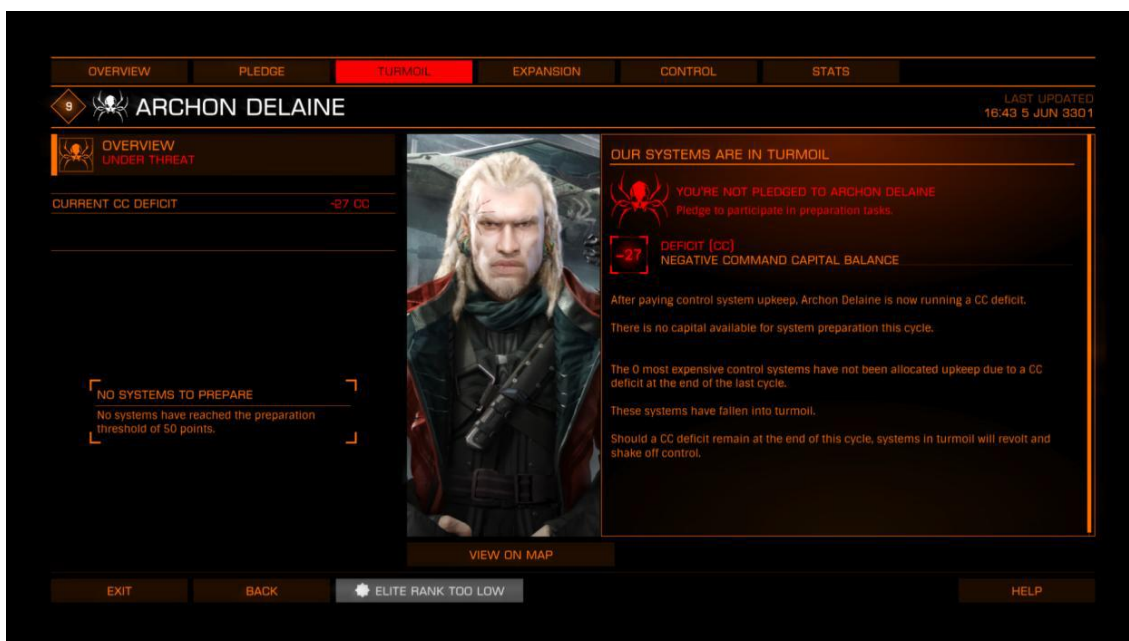 OVERVIEW
PLEDGE
TURMOIL
EXPANSION
CONTROL
STATS
9
ARCHON DELAINE
LAST UPDATED
16:43 5 JUN 3301
OVERVIEW
UNDER THREAT
CURRENT CC DEFICIT
-27 CC
NO SYSTEMS TO PREPARE
No systems have reached the preparation
threshold of 50 points.
OUR SYSTEMS ARE IN TURMOIL
YOU'RE NOT PLEDGED TO ARCHON DELAINE
Pledge to participate in preparation tasks.
-27
DEFICIT (CC)
NEGATIVE COMMAND CAPITAL BALANCE
After paying control system upkeep, Archon Delaine is now running a CC deficit.
There is no capital available for system preparation this cycle.
The 0 most expensive control systems have not been allocated upkeep due to a CC
deficit at the end of the last cycle.
These systems have fallen into turmoil.
Should a CC deficit remain at the end of this cycle, systems in turmoil will revolt and
shake off control.
VIEW ON MAP
EXIT
BACK
ELITE RANK TOO LOW
HELP